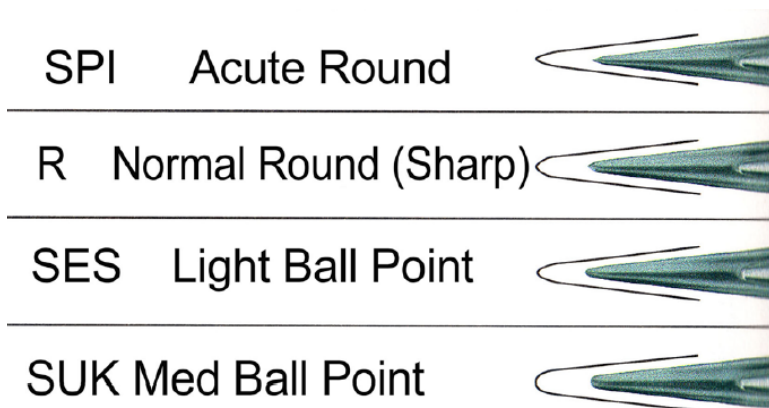 SPI Acute Round
R Normal Round (Sharp)
SES Light Ball Point
SUK Med Ball Point